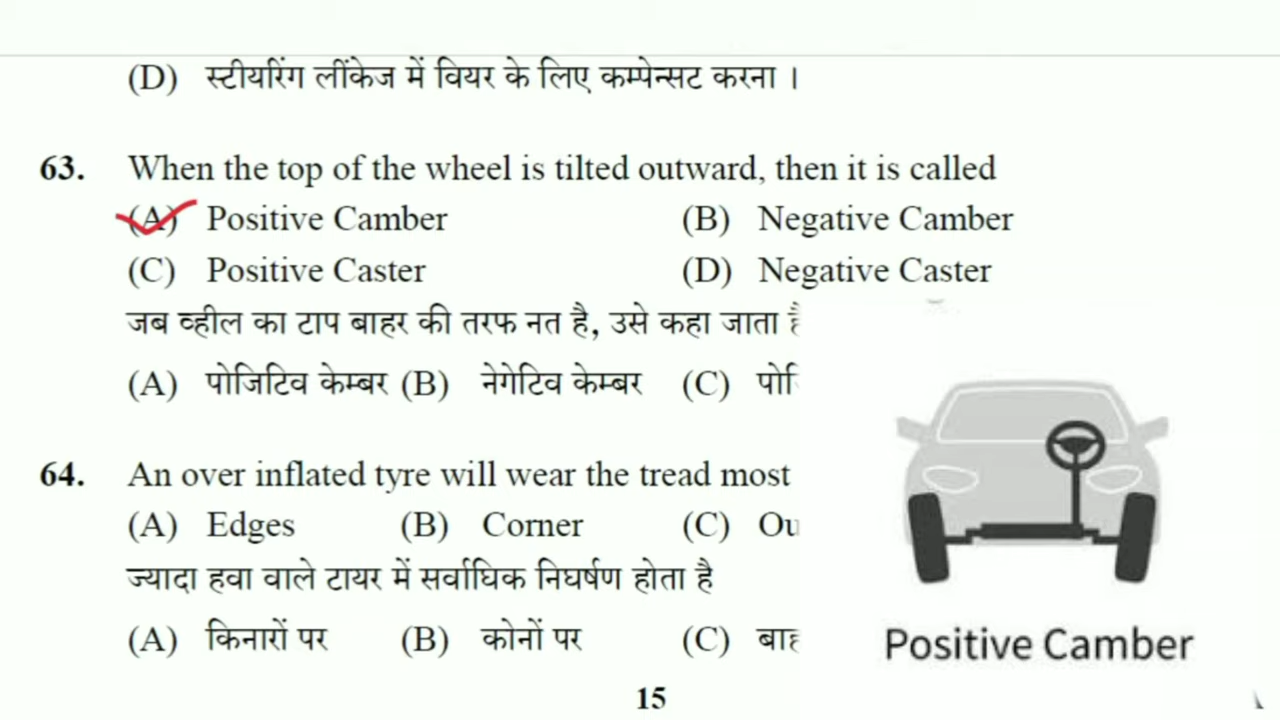 (D) स्टीयरिंग लींकेज में वियर के लिए कम्पेन्सट करना ।
63. When the top of the wheel is tilted outward, then it is called
(A) Positive Camber (B) Negative Camber
(C) Positive Caster (D) Negative Caster
जब व्हील का टाप बाहर की तरफ नत है, उसे कहा जाता
(A) पोजिटिव केम्बर (B) नेगेटिव केम्बर (C)
64. An over inflated tyre will wear the tread most
(A) Edges (B) Corner (C)
ज्यादा हवा वाले टायर में सर्वाधिक निघर्षण होता है
(A) किनारों पर (B) कोनों पर (C)
Positive Camber
15